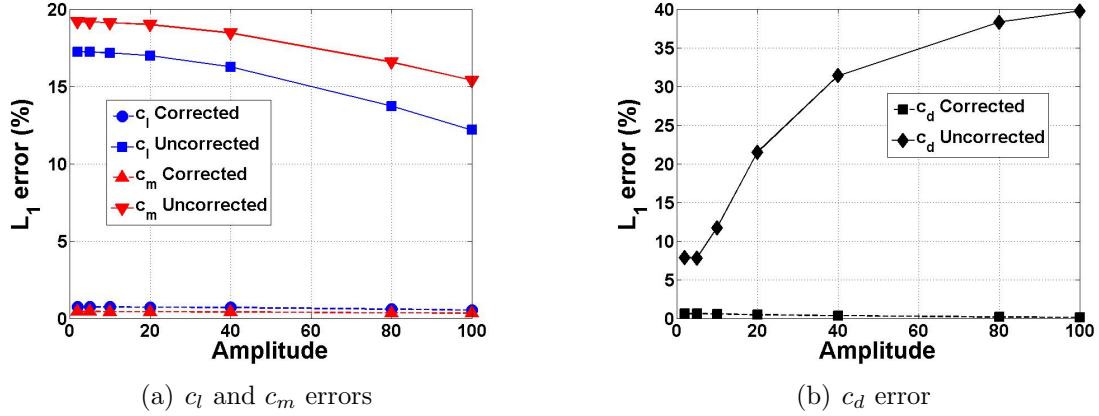 20
15
10
5
0
0
20
40
60
80
100
L1 error (%)
Amplitude
cl Corrected
cl Uncorrected
cm Corrected
cm Uncorrected
(a) cl and cm errors
40
35
30
25
20
15
10
5
0
0
20
40
60
80
100
L1 error (%)
Amplitude
cd Corrected
cd Uncorrected
(b) cd error